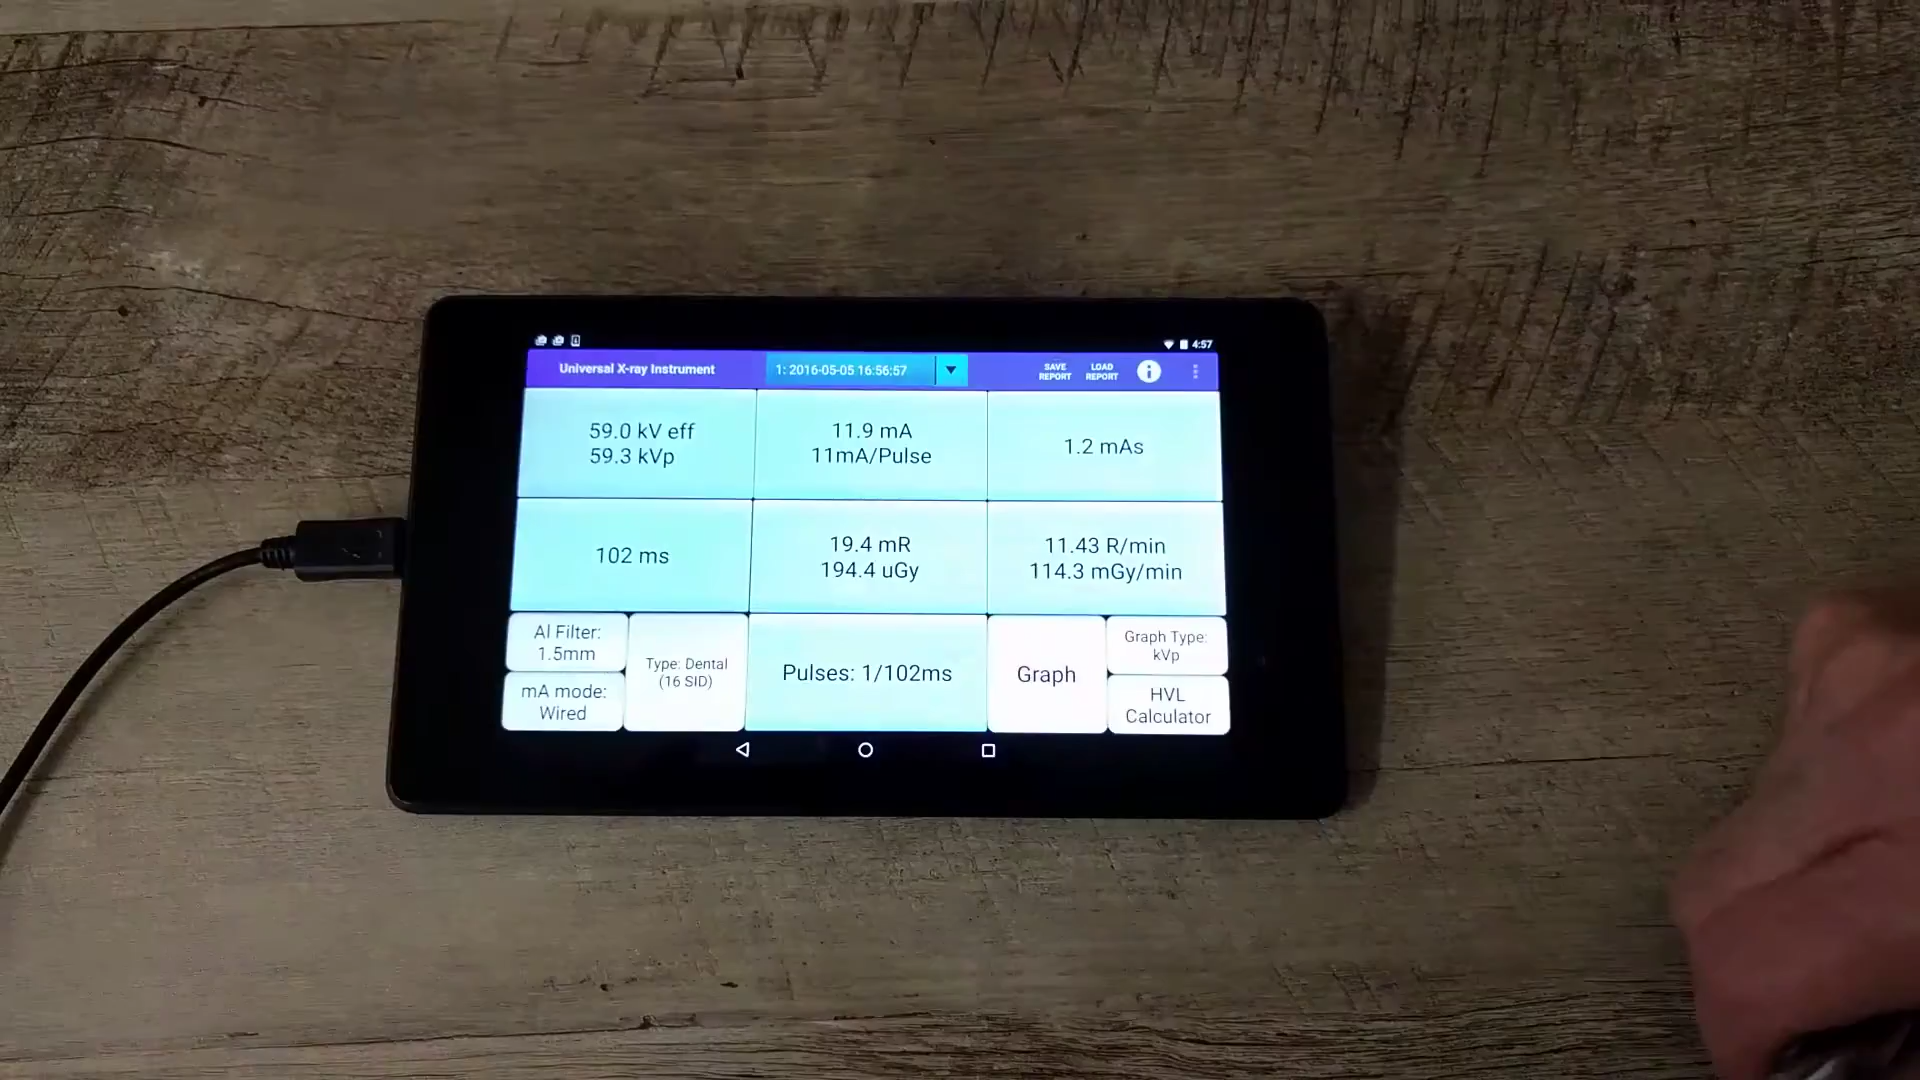 4:57
Universal X-ray Instrument
1: 2016-05-05 16:56:57
SAVE
REPORT
LOAD
REPORT
i
59.0 kV eff
59.3 kVp
11.9 mA
11mA/Pulse
1.2 mAs
102 ms
19.4 mR
194.4 uGy
11.43 R/min
114.3 mGy/min
Al Filter:
1.5mm
mA mode:
Wired
Type: Dental
(16 SID)
Pulses: 1/102ms
Graph
Graph Type:
kVp
HVL
Calculator